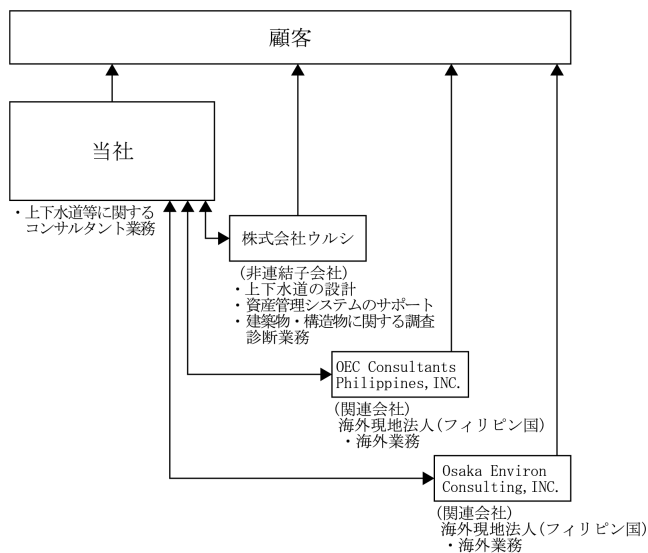 顧客
当社
・上下水道等に関する
コンサルタント業務
株式会社ウルシ
(非連結子会社)
・上下水道の設計
・資産管理システムのサポート
・建築物・構造物に関する調査
診断業務
OEC Consultants
Philippines,INC.
(関連会社)
海外現地法人(フィリピン国)
・海外業務
Osaka Environ
Consulting,INC.
(関連会社)
海外現地法人(フィリピン国)
・海外業務